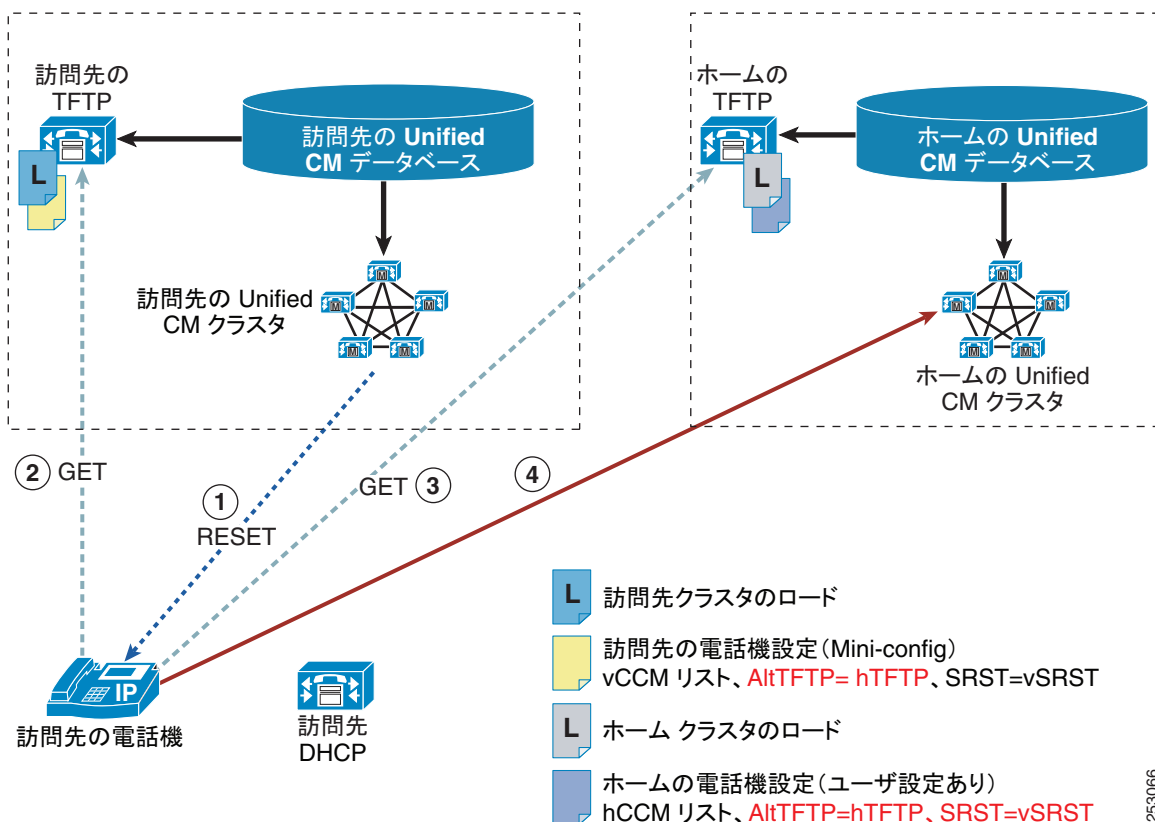 訪問先の
TFTP
訪問先の Unified
CM データベース
L
訪問先の Unified
CM クラスタ
M
M
M
M
M
ホームの
TFTP
ホームの Unified
CM データベース
L
M
M
M
M
M
ホームの Unified
CM クラスタ
2 GET
1
RESET
GET 3
4
IP
訪問先の電話機
訪問先
DHCP
L 訪問先クラスタのロード
訪問先の電話機設定（Mini-config）
vCCM リスト、AltTFTP= hTFTP、SRST=vSRST
L ホーム クラスタのロード
ホームの電話機設定（ユーザ設定あり）
hCCM リスト、AltTFTP=hTFTP、SRST=vSRST
253066